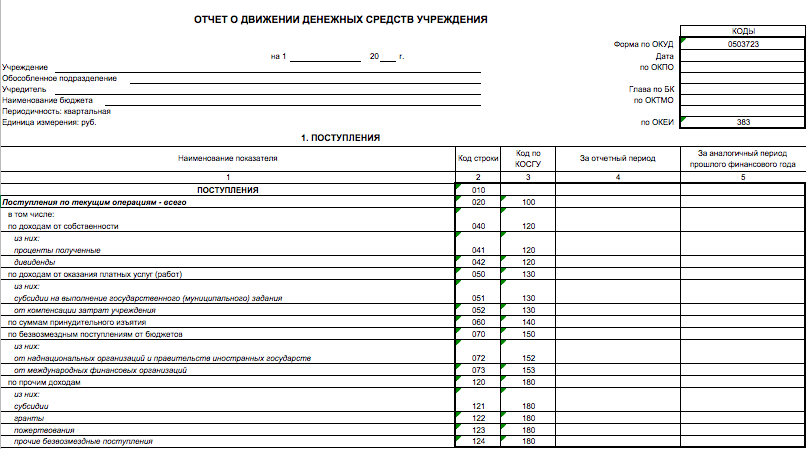 ОТЧЕТ О ДВИЖЕНИИ ДЕНЕЖНЫХ СРЕДСТВ УЧРЕЖДЕНИЯ
КОДЫ
Форма по ОКУД 0503723
на 1 20 г. Дата
Учреждение по ОКПО
Обособленное подразделение
Учредитель Глава по БК
Наименование бюджета по ОКТМО
Периодичность: квартальная
Единица измерения: руб. по ОКЕИ 383
1. ПОСТУПЛЕНИЯ
Наименование показателя Код строки Код по КОСГУ За отчетный период За аналогичный период прошлого финансового года
1 2 3 4 5
ПОСТУПЛЕНИЯ 010
Поступления по текущим операциям - всего 020 100
в том числе:
по доходам от собственности 040 120
из них:
проценты полученные 041 120
дивиденды 042 120
по доходам от оказания платных услуг (работ) 050 130
из них:
субсидии на выполнение государственного (муниципального) задания 051 130
от компенсации затрат учреждения 052 130
по суммам принудительного изъятия 060 140
по безвозмездным поступлениям от бюджетов 070 150
из них:
от наднациональных организаций и правительств иностранных государств 072 152
от международных финансовых организаций 073 153
по прочим доходам 120 180
из них:
субсидии 121 180
гранты 122 180
пожертвования 123 180
прочие безвозмездные поступления 124 180